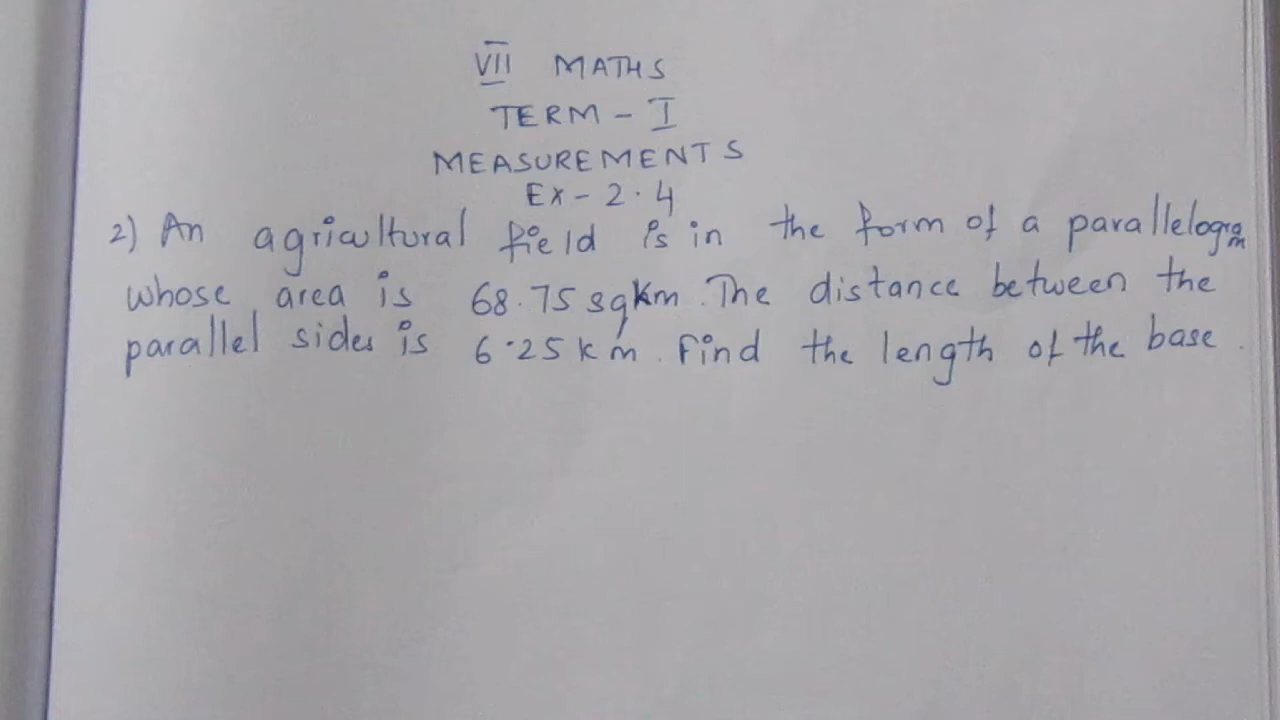 VII MATHS
TERM - I
MEASUREMENTS
Ex - 2.4
2) An agricultural field is in the form of a parallelogram
whose area is 68.75 sqkm. The distance between the
parallel sides is 6.25 km. Find the length of the base.